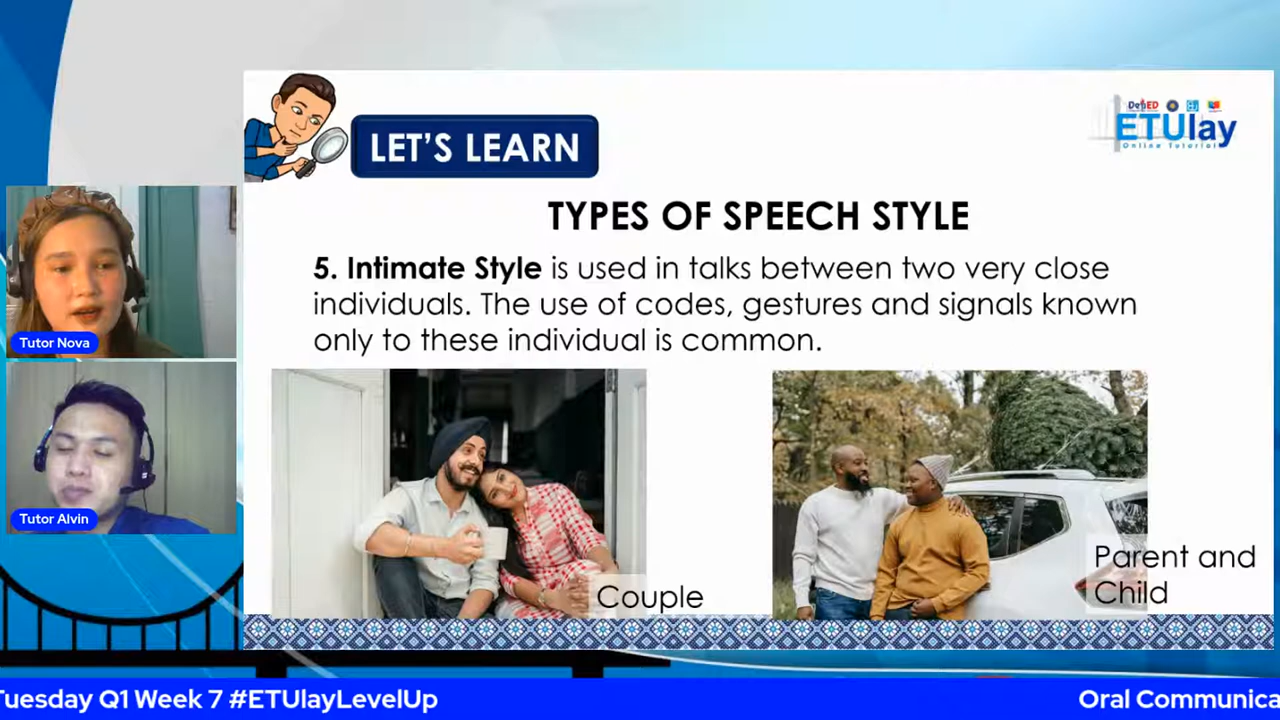 LET'S LEARN
DepED
ETUlay
Online Tutorial
TYPES OF SPEECH STYLE
5. Intimate Style is used in talks between two very close
individuals. The use of codes, gestures and signals known
only to these individual is common.
Tutor Nova
Tutor Alvin
Couple
Parent and
Child
Tuesday Q1 Week 7 #ETUlayLevelUp
Oral Communica